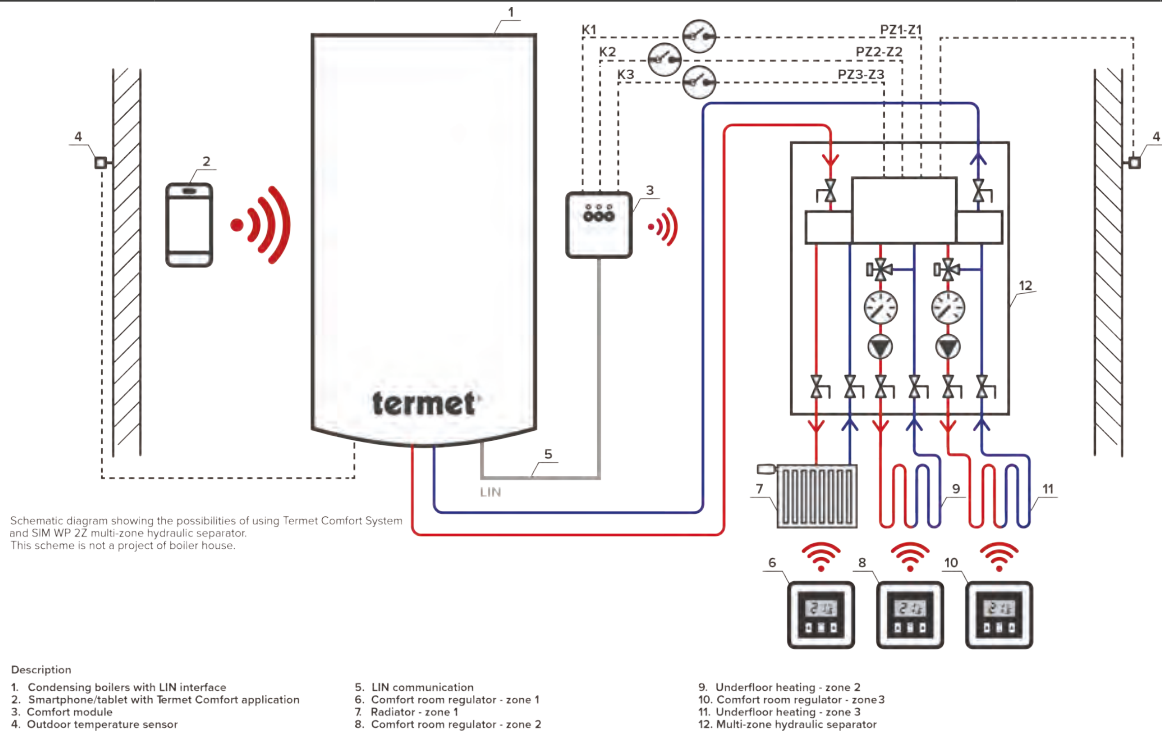 1
K1
PZ1-Z1
K2
PZ2-Z2
K3
PZ3-Z3
4
2
3
4
12
termet
5
LIN
7
9
11
Schematic diagram showing the possibilities of using Termet Comfort System
and SIM WP 2Z multi-zone hydraulic separator.
This scheme is not a project of boiler house.
6
8
10
Description
1. Condensing boilers with LIN interface
2. Smartphone/tablet with Termet Comfort application
3. Comfort module
4. Outdoor temperature sensor
5. LIN communication
6. Comfort room regulator - zone 1
7. Radiator - zone 1
8. Comfort room regulator - zone 2
9. Underfloor heating - zone 2
10. Comfort room regulator - zone3
11. Underfloor heating - zone 3
12. Multi-zone hydraulic separator